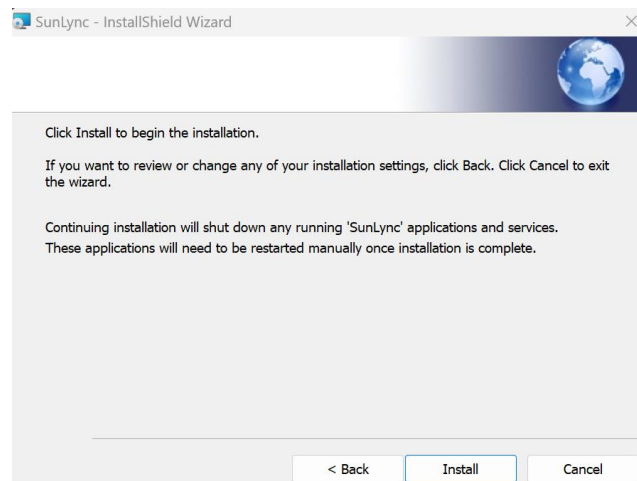 SunLync - InstallShield Wizard
Click Install to begin the installation.
If you want to review or change any of your installation settings, click Back. Click Cancel to exit
the wizard.
Continuing installation will shut down any running 'SunLync' applications and services.
These applications will need to be restarted manually once installation is complete.
< Back
Install
Cancel